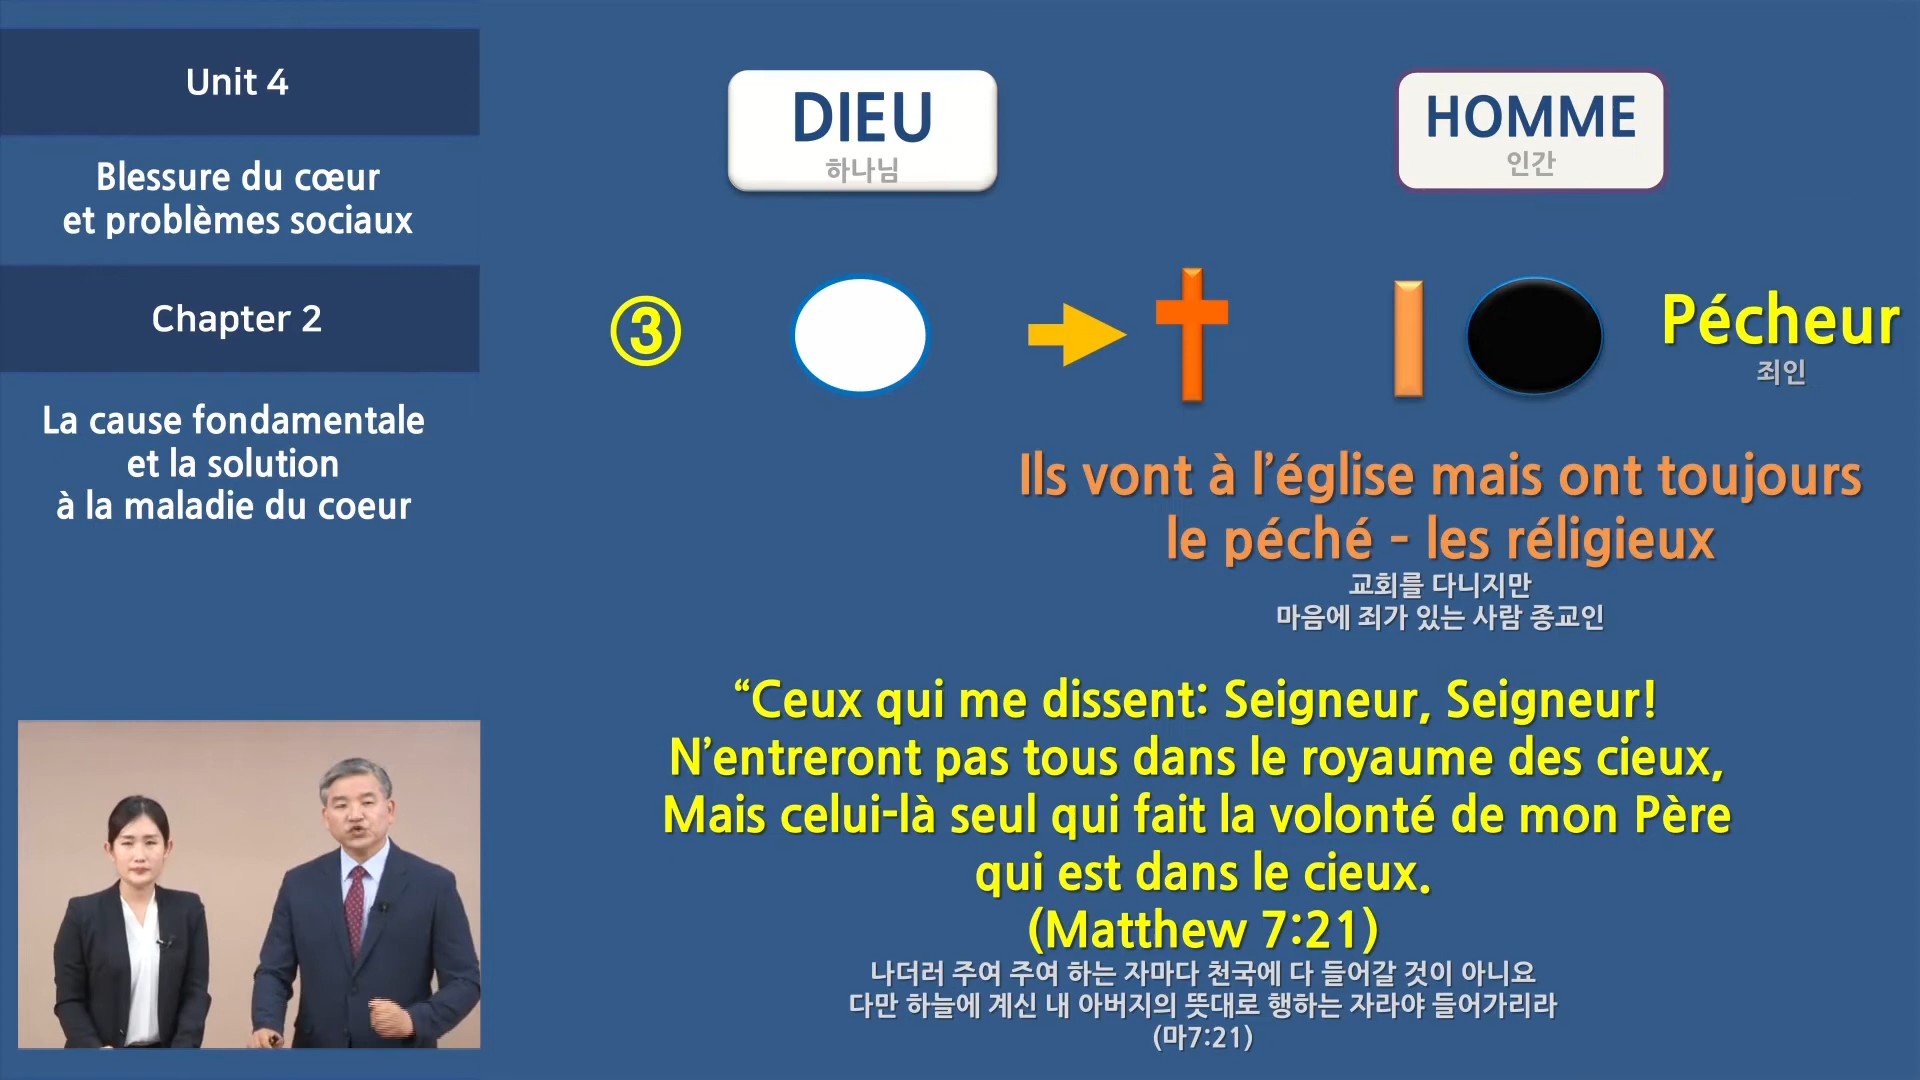 Unit 4
Blessure du cœur
et problèmes sociaux
Chapter 2
La cause fondamentale
et la solution
à la maladie du coeur
DIEU
하나님
HOMME
인간
③
Pécheur
죄인
Ils vont à l’église mais ont toujours
le péché - les réligieux
교회를 다니지만
마음에 죄가 있는 사람 종교인
“Ceux qui me dissent: Seigneur, Seigneur!
N’entreront pas tous dans le royaume des cieux,
Mais celui-là seul qui fait la volonté de mon Père
qui est dans le cieux.
(Matthew 7:21)
나더러 주여 주여 하는 자마다 천국에 다 들어갈 것이 아니요
다만 하늘에 계신 내 아버지의 뜻대로 행하는 자라야 들어가리라
(마7:21)